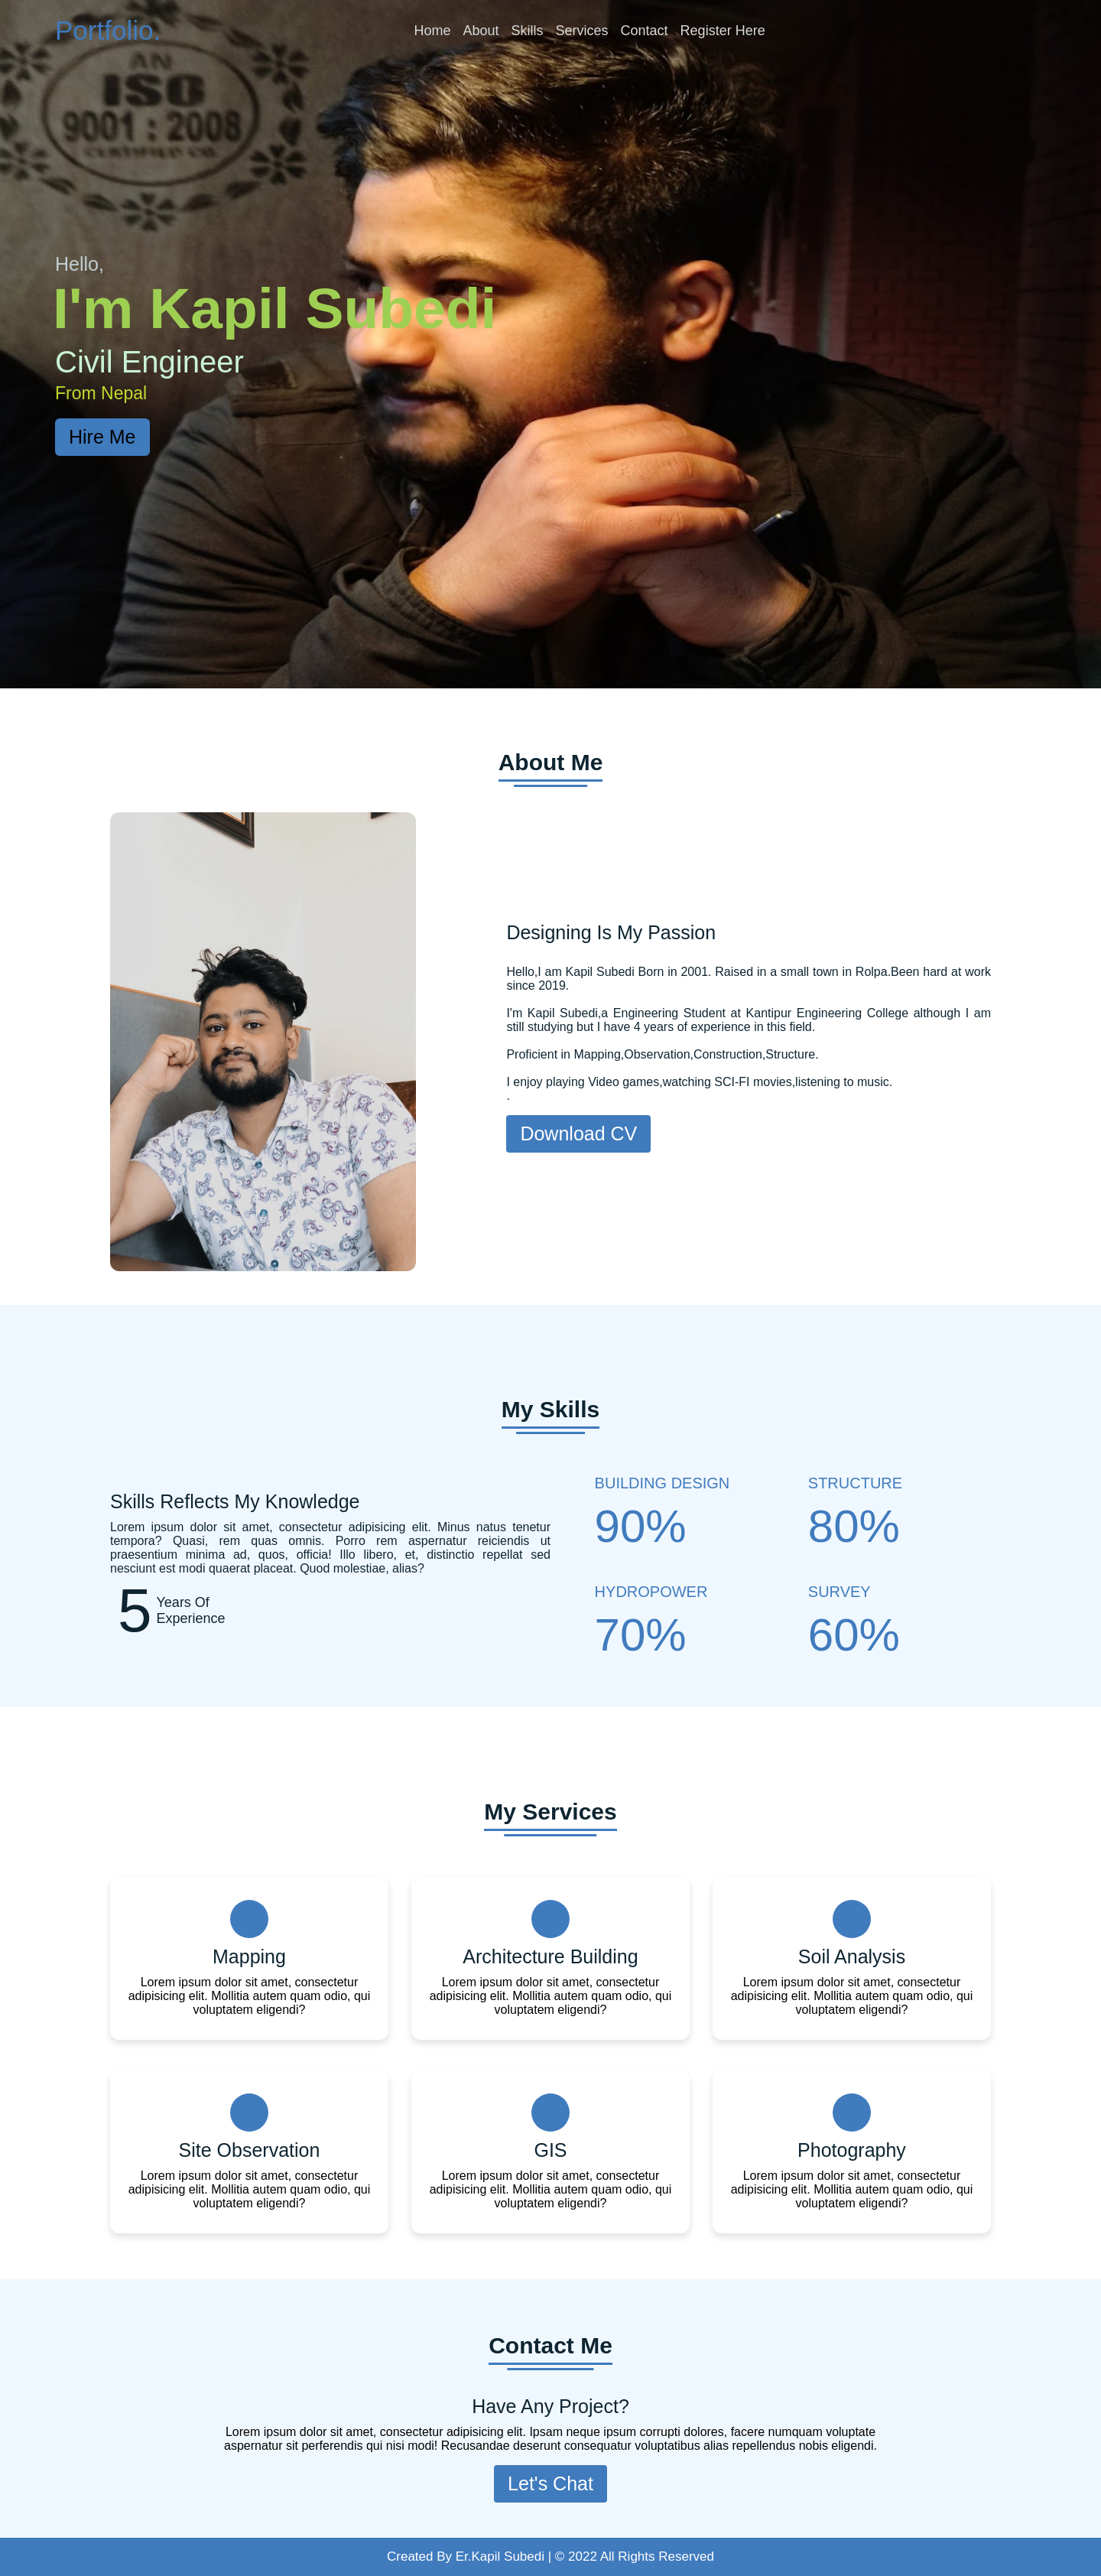 Portfolio.
Home About Skills Services Contact Register Here
AN
ISO
9001 : 2008
CERTIFIED CO.
Hello,
I'm Kapil Subedi
Civil Engineer
From Nepal
Hire Me
About Me
Designing Is My Passion
Hello,I am Kapil Subedi Born in 2001. Raised in a small town in Rolpa.Been hard at work
since 2019.
I'm Kapil Subedi,a Engineering Student at Kantipur Engineering College although I am
still studying but I have 4 years of experience in this field.
Proficient in Mapping,Observation,Construction,Structure.
I enjoy playing Video games,watching SCI-FI movies,listening to music.
.
Download CV
My Skills
Skills Reflects My Knowledge
Lorem ipsum dolor sit amet, consectetur adipisicing elit. Minus natus tenetur
tempora? Quasi, rem quas omnis. Porro rem aspernatur reiciendis ut
praesentium minima ad, quos, officia! Illo libero, et, distinctio repellat sed
nesciunt est modi quaerat placeat. Quod molestiae, alias?
5 Years Of
Experience
BUILDING DESIGN
90%
STRUCTURE
80%
HYDROPOWER
70%
SURVEY
60%
My Services
Mapping
Lorem ipsum dolor sit amet, consectetur
adipisicing elit. Mollitia autem quam odio, qui
voluptatem eligendi?
Architecture Building
Lorem ipsum dolor sit amet, consectetur
adipisicing elit. Mollitia autem quam odio, qui
voluptatem eligendi?
Soil Analysis
Lorem ipsum dolor sit amet, consectetur
adipisicing elit. Mollitia autem quam odio, qui
voluptatem eligendi?
Site Observation
Lorem ipsum dolor sit amet, consectetur
adipisicing elit. Mollitia autem quam odio, qui
voluptatem eligendi?
GIS
Lorem ipsum dolor sit amet, consectetur
adipisicing elit. Mollitia autem quam odio, qui
voluptatem eligendi?
Photography
Lorem ipsum dolor sit amet, consectetur
adipisicing elit. Mollitia autem quam odio, qui
voluptatem eligendi?
Contact Me
Have Any Project?
Lorem ipsum dolor sit amet, consectetur adipisicing elit. Ipsam neque ipsum corrupti dolores, facere numquam voluptate
aspernatur sit perferendis qui nisi modi! Recusandae deserunt consequatur voluptatibus alias repellendus nobis eligendi.
Let's Chat
Created By Er.Kapil Subedi | © 2022 All Rights Reserved